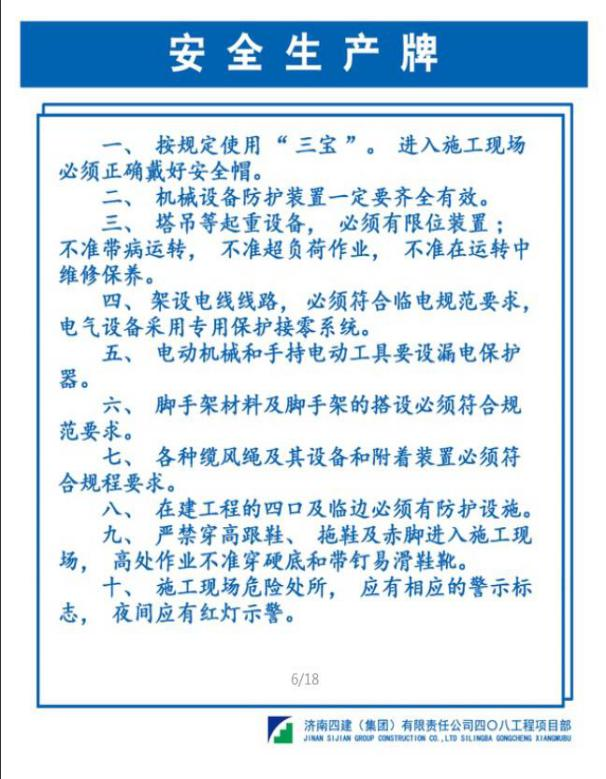 安全生产牌
一、 按规定使用“三宝”。 进入施工现场
必须正确戴好安全帽。
二、 机械设备防护装置一定要齐全有效。
三、 塔吊等起重设备, 必须有限位装置;
不准带病运转, 不准超负荷作业, 不准在运转中
维修保养。
四、 架设电线线路, 必须符合临电规范要求,
电气设备采用专用保护接零系统。
五、 电动机械和手持电动工具要设漏电保护
器。
六、 脚手架材料及脚手架的搭设必须符合规
范要求。
七、 各种缆风绳及其设备和附着装置必须符
合规程要求。
八、 在建工程的四口及临边必须有防护设施。
九、 严禁穿高跟鞋、 拖鞋及赤脚进入施工现
场, 高处作业不准穿硬底和带钉易滑鞋靴。
十、 施工现场危险处所, 应有相应的警示标
志, 夜间应有红灯示警。
6/18
济南四建(集团)有限责任公司四〇八工程项目部
JINAN SIJIAN GROUP CONSTRUCTION CO.,LTD SILINGBA GONGCHENG XIANGMUBU